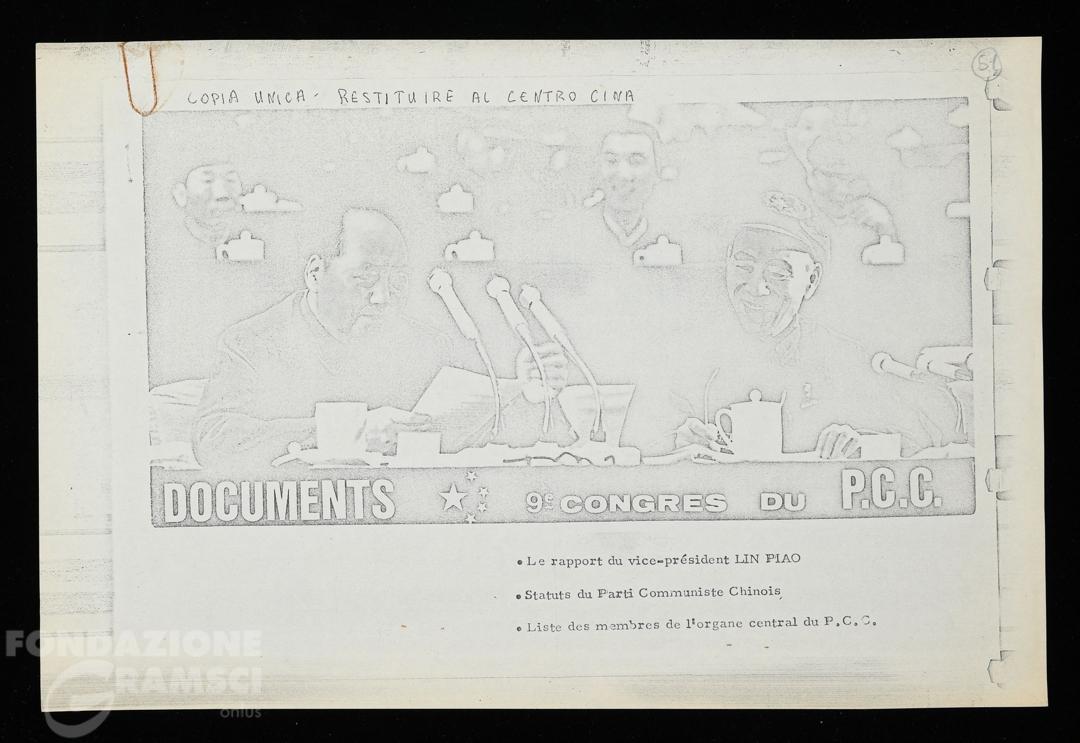 51
COPIA UNICA - RESTITUIRE AL CENTRO CINA
DOCUMENTS 9e CONGRES DU P.C.C.
• Le rapport du vice-président LIN PIAO
• Statuts du Parti Communiste Chinois
• Liste des membres de l'organe central du P.C.C.
FONDAZIONE
GRAMSCI
onlus